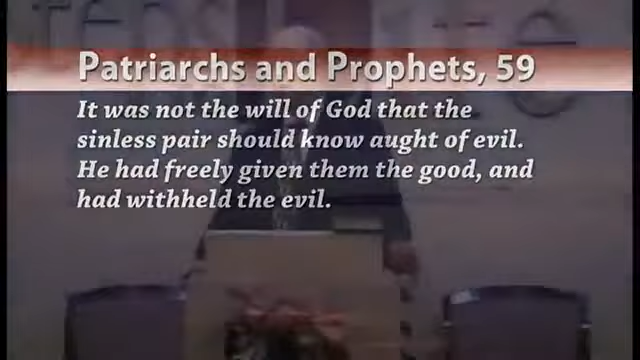 Patriarchs and Prophets, 59
It was not the will of God that the
sinless pair should know aught of evil.
He had freely given them the good, and
had withheld the evil.